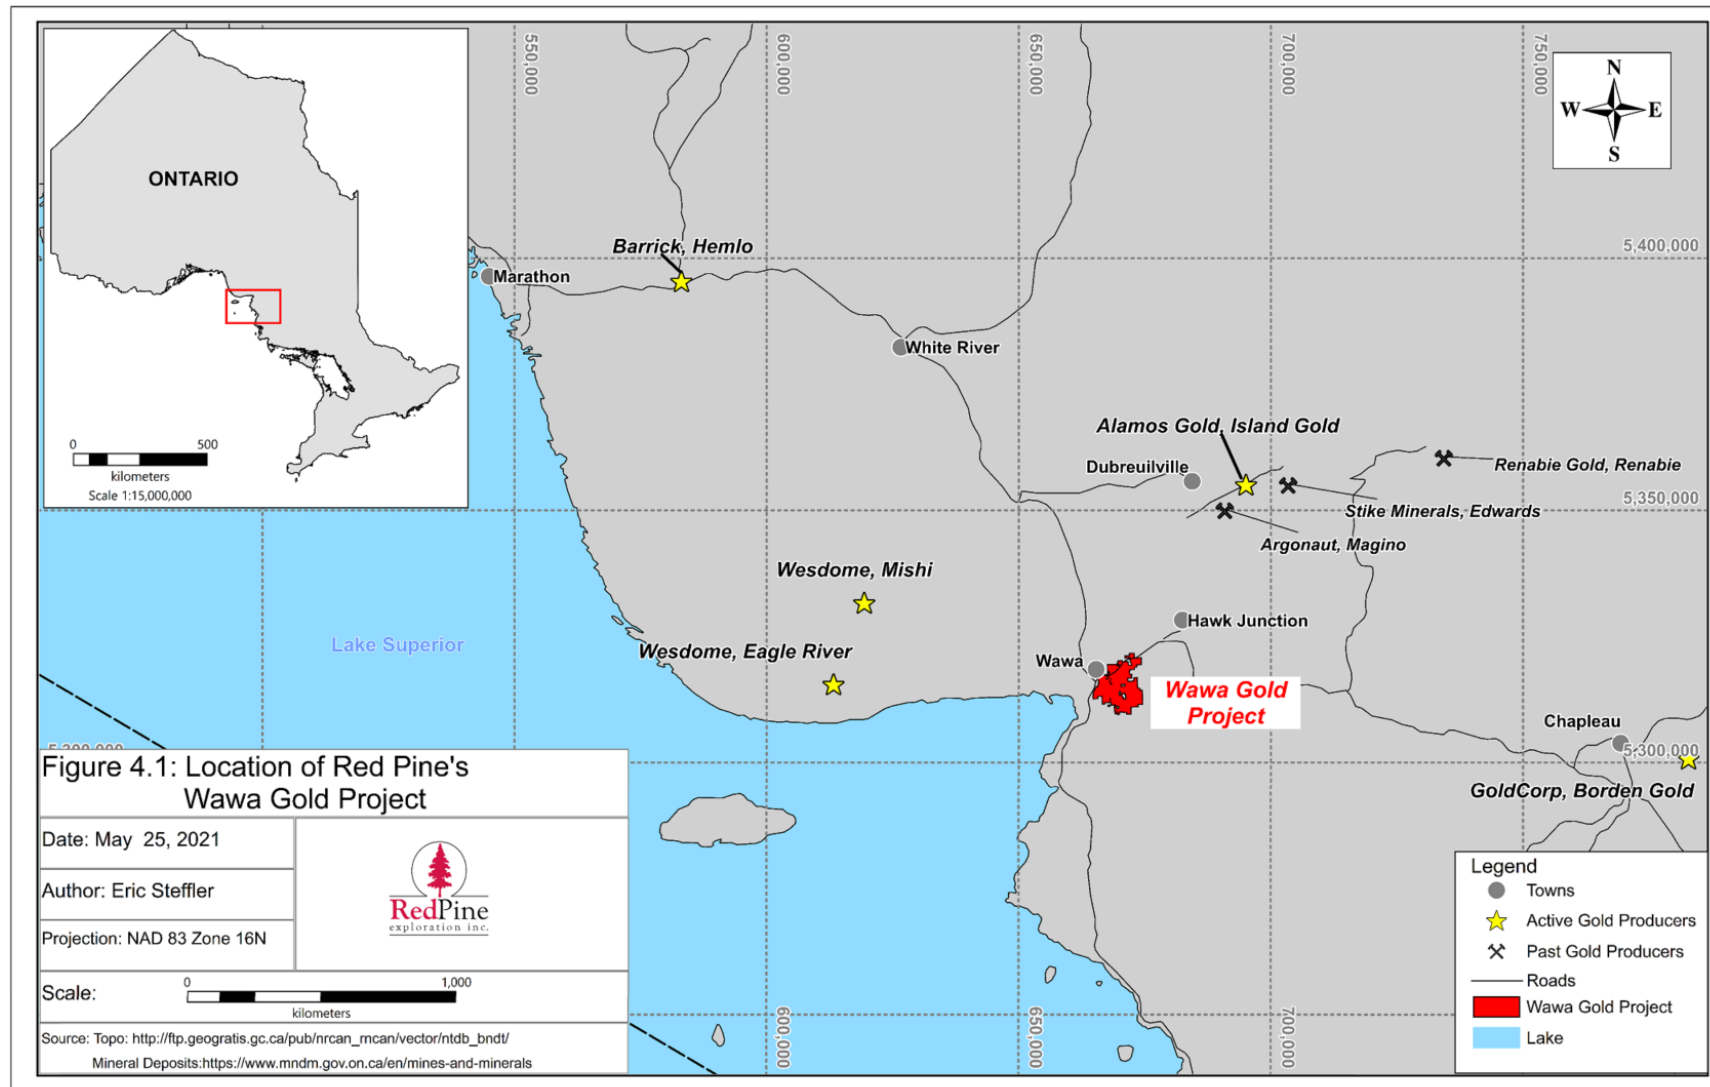 550,000
600,000
650,000
700,000
750,000
N
W E
S
ONTARIO
0 500
kilometers
Scale 1:15,000,000
Barrick, Hemlo
5,400,000
Marathon
White River
Alamos Gold, Island Gold
Dubreuilville
Renabie Gold, Renabie
5,350,000
Stike Minerals, Edwards
Argonaut, Magino
Wesdome, Mishi
Hawk Junction
Lake Superior
Wesdome, Eagle River
Wawa
Wawa Gold
Project
Chapleau
5,300,000
5,300,000
GoldCorp, Borden Gold
Figure 4.1: Location of Red Pine's
Wawa Gold Project
Date: May 25, 2021
Author: Eric Steffler
Projection: NAD 83 Zone 16N
RedPine
exploration inc.
Scale:
0 1,000
kilometers
Source: Topo: http://ftp.geogratis.gc.ca/pub/nrcan_rncan/vector/ntdb_bndt/
Mineral Deposits:https://www.mndm.gov.on.ca/en/mines-and-minerals
600,000
650,000
700,000
Legend
Towns
Active Gold Producers
Past Gold Producers
Roads
Wawa Gold Project
Lake